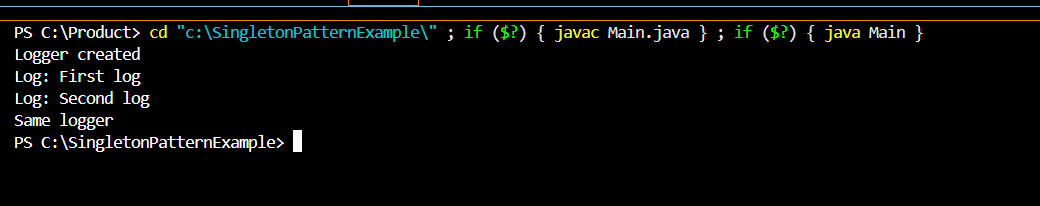 PS C:\Product> cd "c:\SingletonPatternExample\" ; if ($?) { javac Main.java } ; if ($?) { java Main }
Logger created
Log: First log
Log: Second log
Same logger
PS C:\SingletonPatternExample>